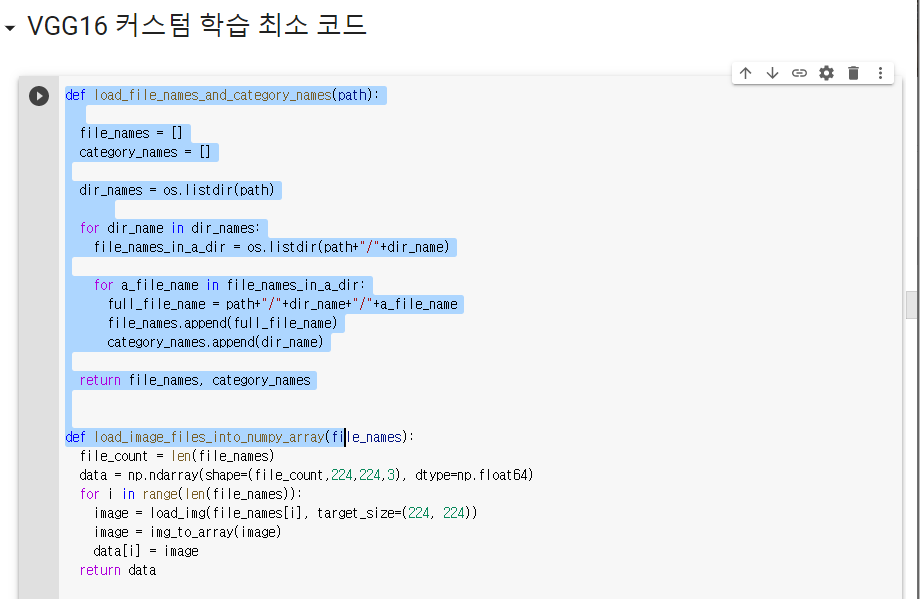 VGG16 커스텀 학습 최소 코드
def load_file_names_and_category_names(path):
file_names = []
category_names = []
dir_names = os.listdir(path)
for dir_name in dir_names:
file_names_in_a_dir = os.listdir(path+"/"+dir_name)
for a_file_name in file_names_in_a_dir:
full_file_name = path+"/"+dir_name+"/"+a_file_name
file_names.append(full_file_name)
category_names.append(dir_name)
return file_names, category_names
def load_image_files_into_numpy_array(file_names):
file_count = len(file_names)
data = np.ndarray(shape=(file_count,224,224,3), dtype=np.float64)
for i in range(len(file_names)):
image = load_img(file_names[i], target_size=(224, 224))
image = img_to_array(image)
data[i] = image
return data